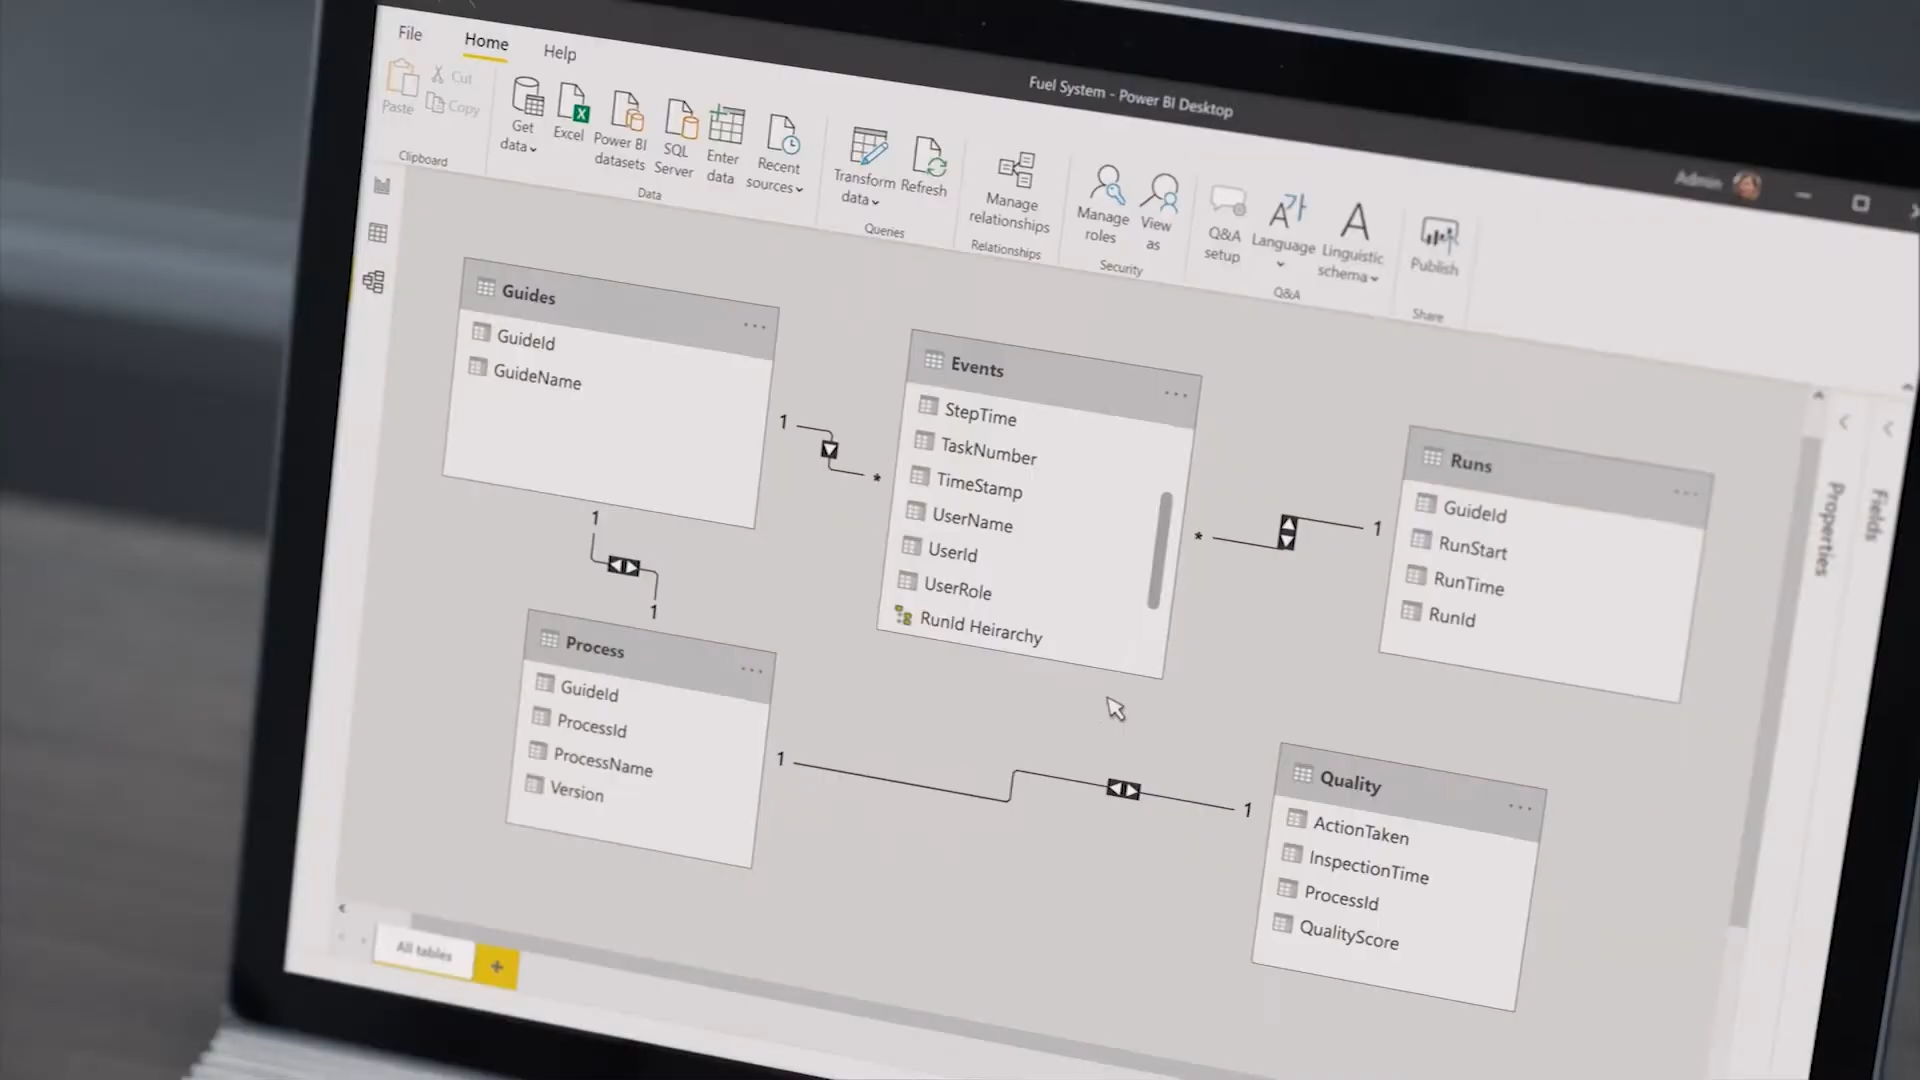 Fuel System - Power BI Desktop
Admin
File
Home
Help
Paste
Cut
Copy
Clipboard
Get
data
Excel
Power BI
datasets
SQL
Server
Enter
data
Recent
sources
Data
Transform
data
Refresh
Queries
Manage
relationships
Relationships
Manage
roles
View
as
Security
Q&A
setup
Language
Linguistic
schema
Q&A
Publish
Share
Guides
GuideId
GuideName
1
*
Events
StepTime
TaskNumber
TimeStamp
UserName
UserId
UserRole
RunId Heirarchy
*
1
Runs
GuideId
RunStart
RunTime
RunId
1
1
Process
GuideId
ProcessId
ProcessName
Version
1
1
Quality
ActionTaken
InspectionTime
ProcessId
QualityScore
Properties
Fields
All tables
+